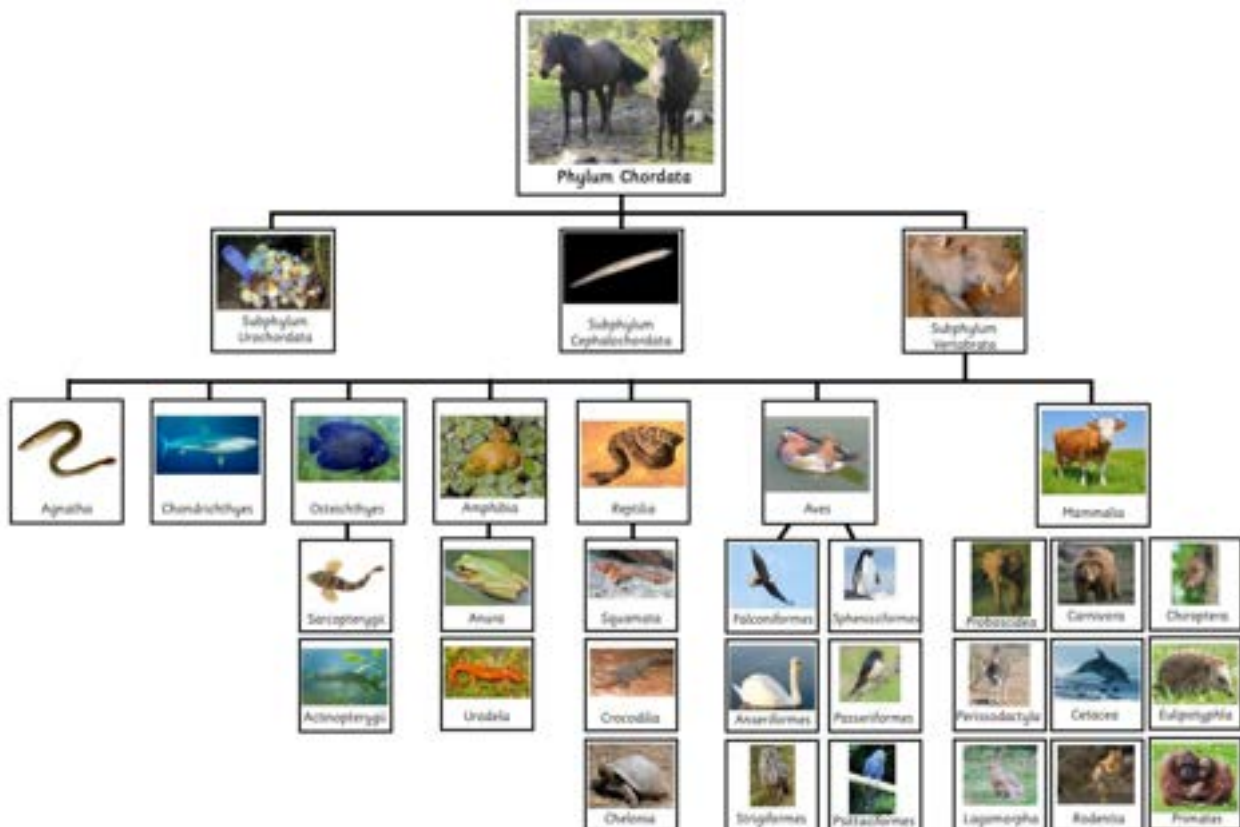 Phylum Chordata
Subphylum
Urochordata
Subphylum
Cephalochordata
Subphylum
Vertebrata
Agnatha
Chondrichthyes
Osteichthyes
Amphibia
Reptilia
Aves
Mammalia
Sarcopterygii
Anura
Squamata
Falconiformes
Sphenisciformes
Proboscidea
Carnivora
Chiroptera
Actinopterygii
Urodela
Crocodilia
Anseriformes
Passeriformes
Perissodactyla
Cetacea
Eulipotyphla
Chelonia
Strigiformes
Psittaciformes
Lagomorpha
Rodentia
Primates